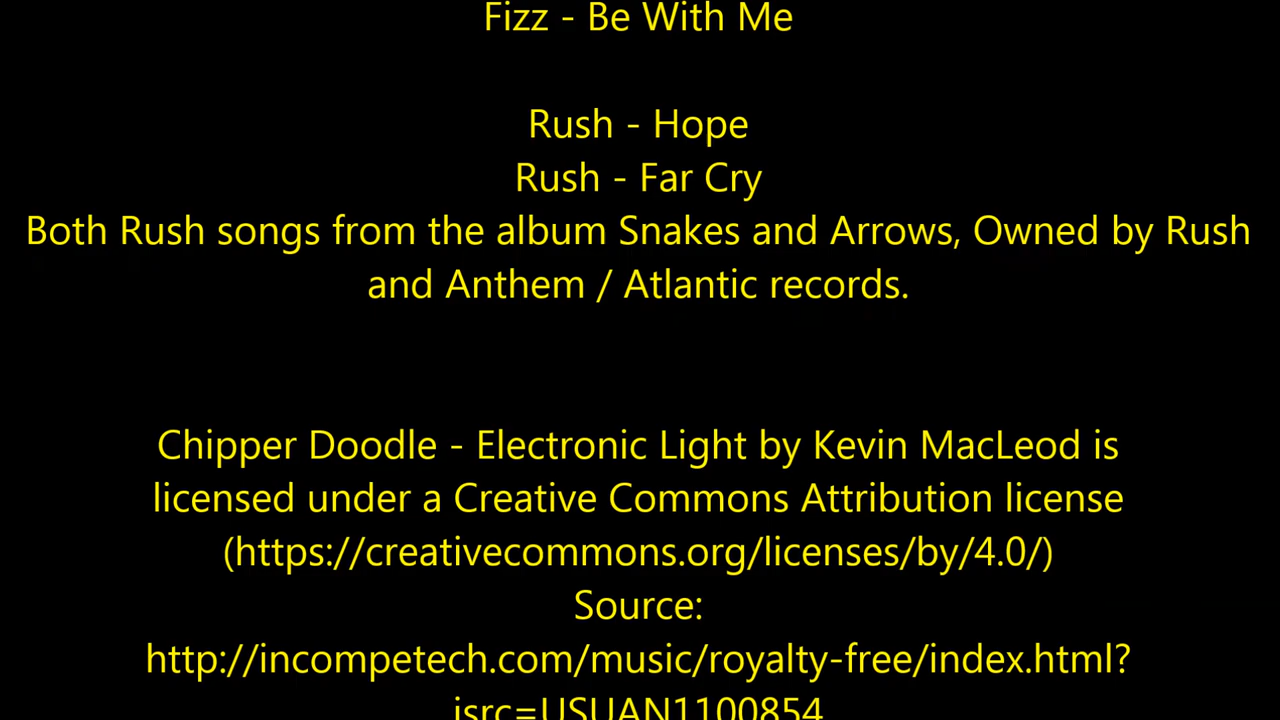 Fizz - Be With Me
Rush - Hope
Rush - Far Cry
Both Rush songs from the album Snakes and Arrows, Owned by Rush
and Anthem / Atlantic records.
Chipper Doodle - Electronic Light by Kevin MacLeod is
licensed under a Creative Commons Attribution license
(https://creativecommons.org/licenses/by/4.0/)
Source:
http://incompetech.com/music/royalty-free/index.html?
isrc=USUAN1100854